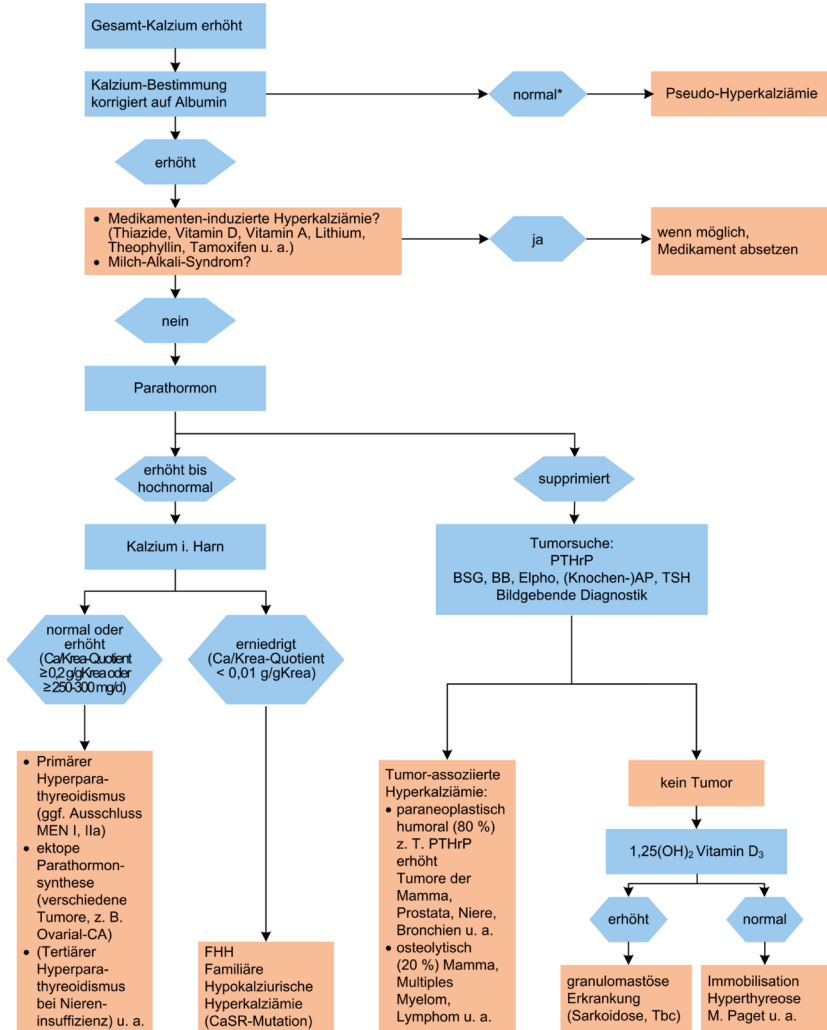 Gesamt-Kalzium erhöht
Kalzium-Bestimmung
korrigiert auf Albumin
normal*
Pseudo-Hyperkalziämie
erhöht
• Medikamenten-induzierte Hyperkalziämie?
(Thiazide, Vitamin D, Vitamin A, Lithium,
Theophyllin, Tamoxifen u. a.)
• Milch-Alkali-Syndrom?
ja
wenn möglich,
Medikament absetzen
nein
Parathormon
erhöht bis
hochnormal
supprimiert
Kalzium i. Harn
Tumorsuche:
PTHrP
BSG, BB, Elpho, (Knochen-)AP, TSH
Bildgebende Diagnostik
normal oder
erhöht
(Ca/Krea-Quotient
≥0,2 g/gKrea oder
≥250-300 mg/d)
erniedrigt
(Ca/Krea-Quotient
< 0,01 g/gKrea)
• Primärer
Hyperpara-
thyreoidismus
(ggf. Ausschluss
MEN I, IIa)
• ektope
Parathormon-
synthese
(verschiedene
Tumore, z. B.
Ovarial-CA)
• (Tertiärer
Hyperpara-
thyreoidismus
bei Nieren-
insuffizienz) u. a.
FHH
Familiäre
Hypokalziurische
Hyperkalziämie
(CaSR-Mutation)
Tumor-assoziierte
Hyperkalziämie:
• paraneoplastisch
humoral (80 %)
z. T. PTHrP
erhöht
Tumore der
Mamma,
Prostata, Niere,
Bronchien u. a.
• osteolytisch
(20 %) Mamma,
Multiples
Myelom,
Lymphom u. a.
kein Tumor
1,25(OH)₂ Vitamin D₃
erhöht
normal
granulomastöse
Erkrankung
(Sarkoidose, Tbc)
Immobilisation
Hyperthyreose
M. Paget u. a.